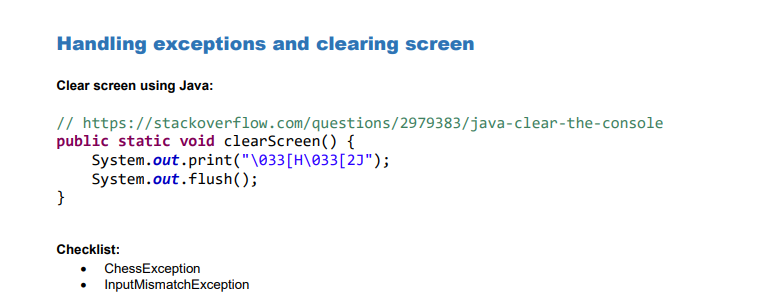 Handling exceptions and clearing screen
Clear screen using Java:
// https://stackoverflow.com/questions/2979383/java-clear-the-console
public static void clearScreen() {
    System.out.print("\033[H\033[2J");
    System.out.flush();
}
Checklist:
• ChessException
• InputMismatchException